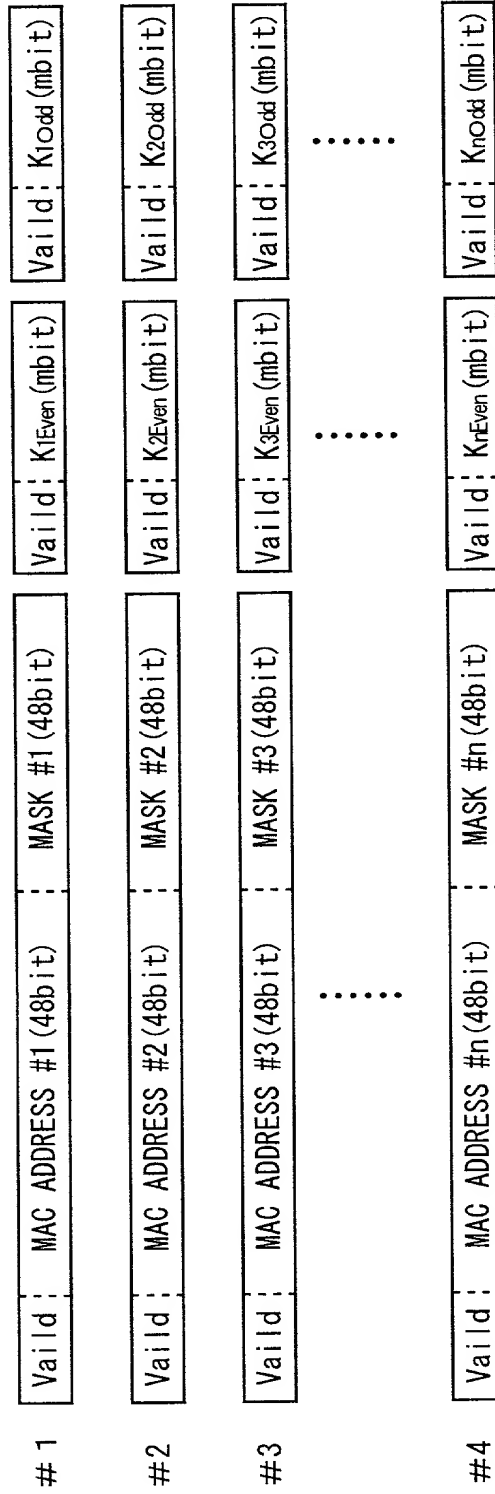 #1 Vaild MAC ADDRESS #1(48bit) MASK #1(48bit) Vaild K1Even(mbit) Vaild K1Odd(mbit)
#2 Vaild MAC ADDRESS #2(48bit) MASK #2(48bit) Vaild K2Even(mbit) Vaild K2Odd(mbit)
#3 Vaild MAC ADDRESS #3(48bit) MASK #3(48bit) Vaild K3Even(mbit) Vaild K3Odd(mbit)
...... ...... ......
#4 Vaild MAC ADDRESS #n(48bit) MASK #n(48bit) Vaild KnEven(mbit) Vaild KnOdd(mbit)